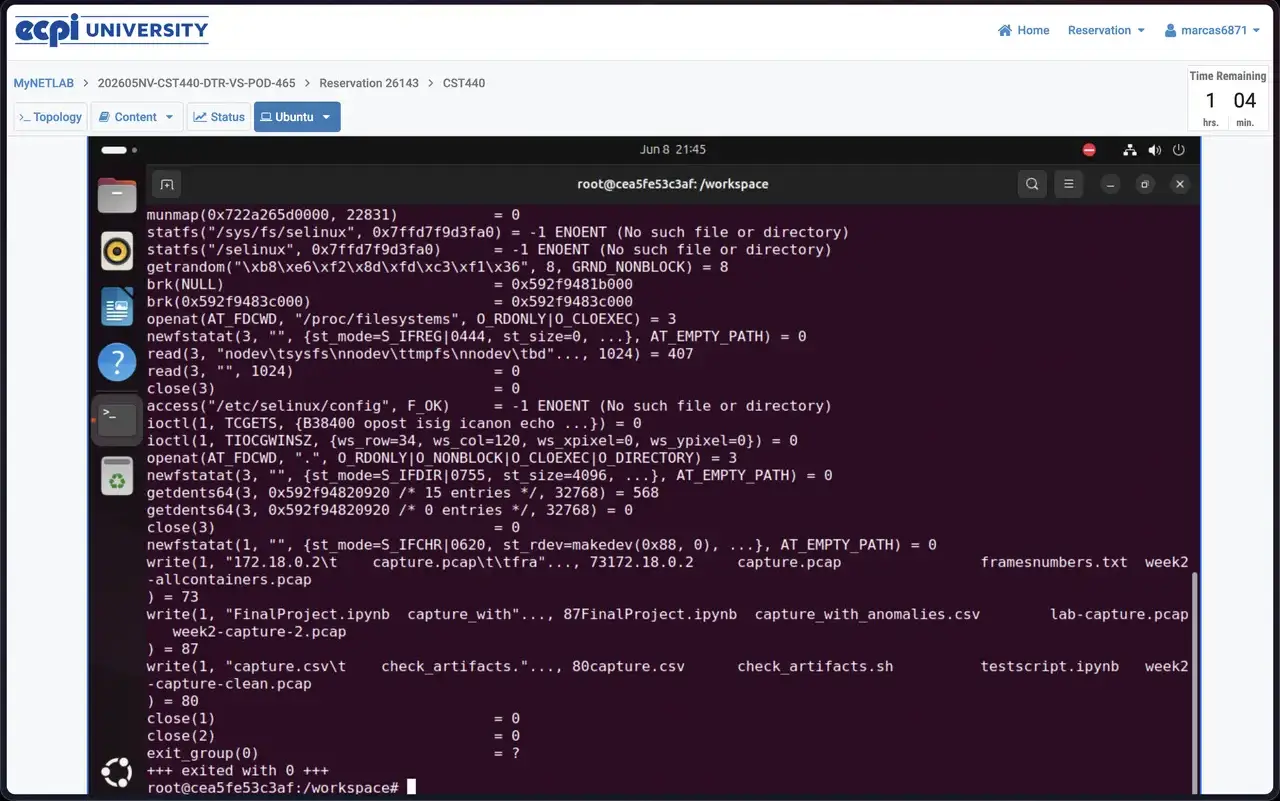 ecpi UNIVERSITY
Home Reservation marcas6871
MyNETLAB > 202605NV-CST440-DTR-VS-POD-465 > Reservation 26143 > CST440
Time Remaining
1 04
hrs. min.
>_ Topology Content Status Ubuntu
Jun 8 21:45
root@cea5fe53c3af: /workspace
munmap(0x722a265d0000, 22831) = 0
statfs("/sys/fs/selinux", 0x7ffd7f9d3fa0) = -1 ENOENT (No such file or directory)
statfs("/selinux", 0x7ffd7f9d3fa0) = -1 ENOENT (No such file or directory)
getrandom("\xb8\xe6\xf2\x8d\xfd\xc3\xf1\x36", 8, GRND_NONBLOCK) = 8
brk(NULL) = 0x592f9481b000
brk(0x592f9483c000) = 0x592f9483c000
openat(AT_FDCWD, "/proc/filesystems", O_RDONLY|O_CLOEXEC) = 3
newfstatat(3, "", {st_mode=S_IFREG|0444, st_size=0, ...}, AT_EMPTY_PATH) = 0
read(3, "nodev\tsysfs\nnodev\ttmpfs\nnodev\tbd"..., 1024) = 407
read(3, "", 1024) = 0
close(3) = 0
access("/etc/selinux/config", F_OK) = -1 ENOENT (No such file or directory)
ioctl(1, TCGETS, {B38400 opost isig icanon echo ...}) = 0
ioctl(1, TIOCGWINSZ, {ws_row=34, ws_col=120, ws_xpixel=0, ws_ypixel=0}) = 0
openat(AT_FDCWD, ".", O_RDONLY|O_NONBLOCK|O_CLOEXEC|O_DIRECTORY) = 3
newfstatat(3, "", {st_mode=S_IFDIR|0755, st_size=4096, ...}, AT_EMPTY_PATH) = 0
getdents64(3, 0x592f94820920 /* 15 entries */, 32768) = 568
getdents64(3, 0x592f94820920 /* 0 entries */, 32768) = 0
close(3) = 0
newfstatat(1, "", {st_mode=S_IFCHR|0620, st_rdev=makedev(0x88, 0), ...}, AT_EMPTY_PATH) = 0
write(1, "172.18.0.2\t    capture.pcap\t\tfra"..., 73172.18.0.2 capture.pcap framesnumbers.txt week2
-allcontainers.pcap
) = 73
write(1, "FinalProject.ipynb  capture_with"..., 87FinalProject.ipynb capture_with_anomalies.csv lab-capture.pcap
week2-capture-2.pcap
) = 87
write(1, "capture.csv\t    check_artifacts."..., 80capture.csv check_artifacts.sh testscript.ipynb week2
-capture-clean.pcap
) = 80
close(1) = 0
close(2) = 0
exit_group(0) = ?
+++ exited with 0 +++
root@cea5fe53c3af:/workspace#